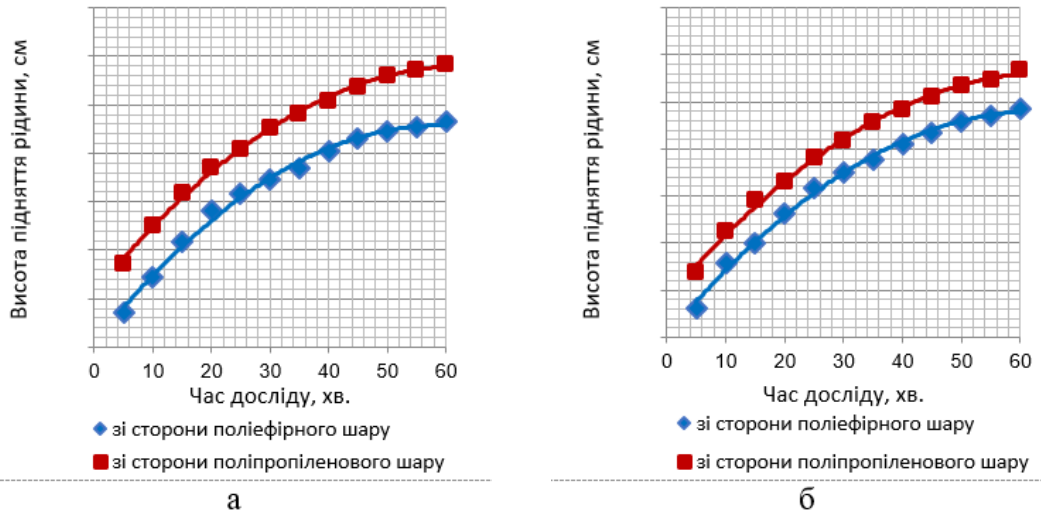 Висота підняття рідини, см
0 10 20 30 40 50 60
Час досліду, хв.
зі сторони поліефірного шару
зі сторони поліпропіленового шару
а
Висота підняття рідини, см
0 10 20 30 40 50 60
Час досліду, хв.
зі сторони поліефірного шару
зі сторони поліпропіленового шару
б